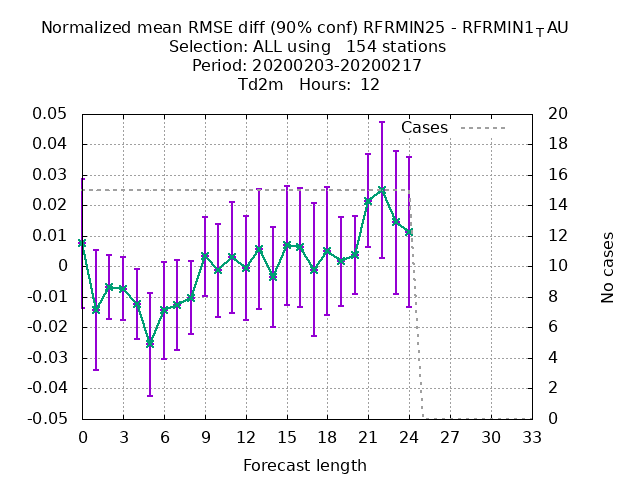 Normalized mean RMSE diff (90% conf) RFRMIN25 - RFRMIN1_TAU
Selection: ALL using 154 stations
Period: 20200203-20200217
Td2m Hours: 12
0.05 20
Cases
0.04 18
0.03 16
0.02 14
0.01 12
0 10
-0.01 8
-0.02 6
-0.03 4
-0.04 2
-0.05 0
No cases
0 3 6 9 12 15 18 21 24 27 30 33
Forecast length